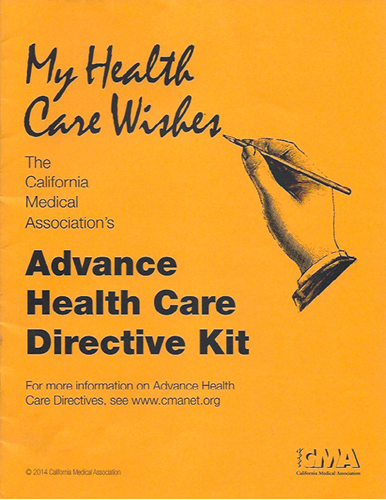 My Health
Care Wishes
The
California
Medical
Association's
Advance
Health Care
Directive Kit
For more information on Advance Health
Care Directives, see www.cmanet.org
© 2014 California Medical Association
CMA
California Medical Association